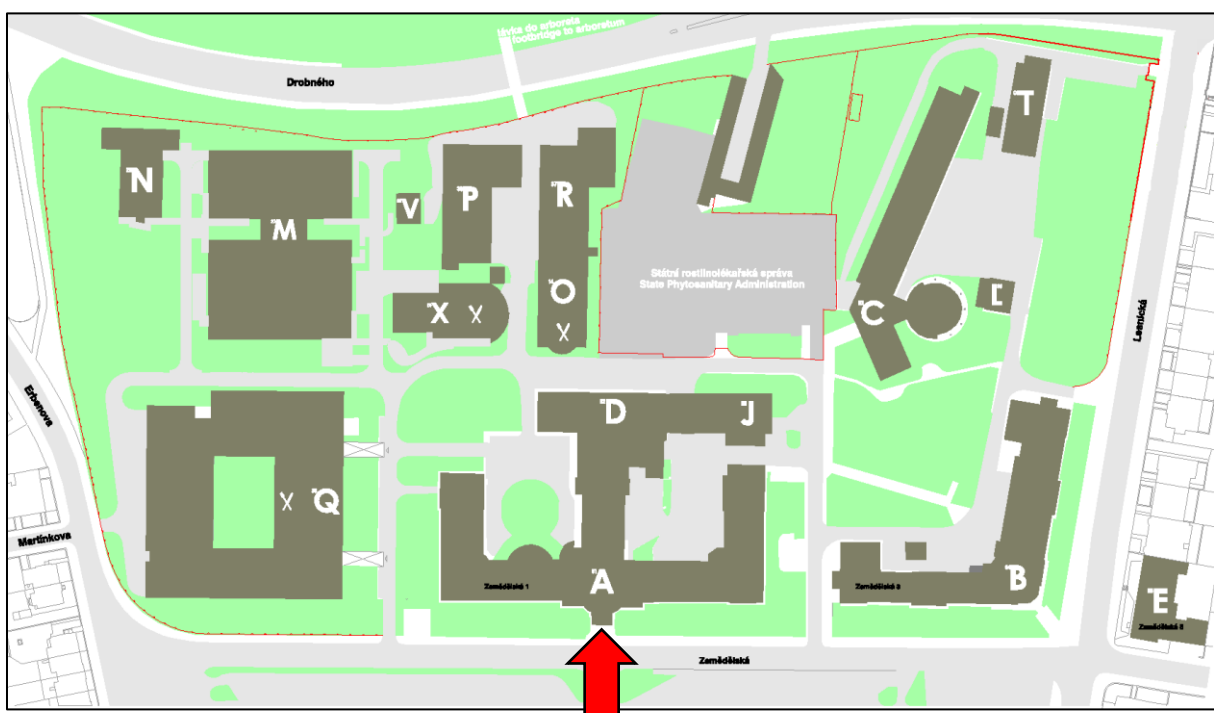 lávka do arboreta
footbridge to arboretum
Drobného
T
N
V
P
R
M
Státní rostlinolékařská správa
State Phytosanitary Administration
O
X
C
Lesnická
Erbenova
D
J
Q
Martinkova
A
B
E
Zemědělská 1
Zemědělská 3
Zemědělská 5
Zemědělská